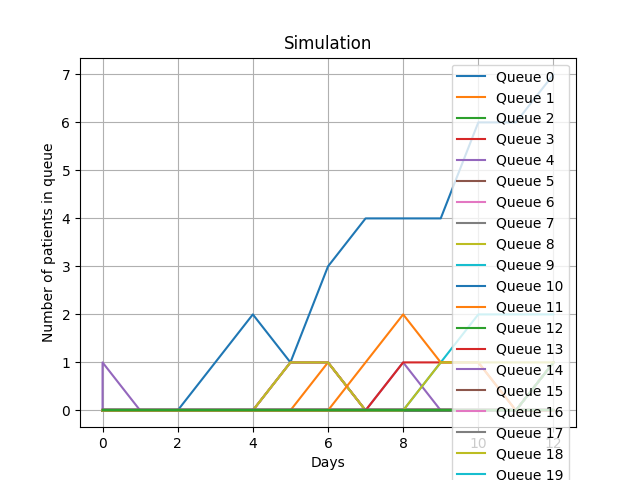 Simulation
Number of patients in queue
7
6
5
4
3
2
1
0
0 2 4 6 8 10 12
Days
Queue 0
Queue 1
Queue 2
Queue 3
Queue 4
Queue 5
Queue 6
Queue 7
Queue 8
Queue 9
Queue 10
Queue 11
Queue 12
Queue 13
Queue 14
Queue 15
Queue 16
Queue 17
Queue 18
Queue 19